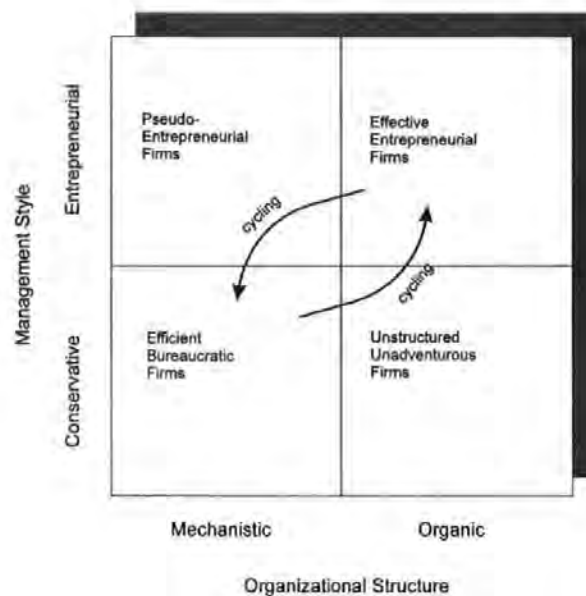 Management Style
Entrepreneurial
Conservative
Pseudo-
Entrepreneurial
Firms
Effective
Entrepreneurial
Firms
cycling
cycling
Efficient
Bureaucratic
Firms
Unstructured
Unadventurous
Firms
Mechanistic
Organic
Organizational Structure